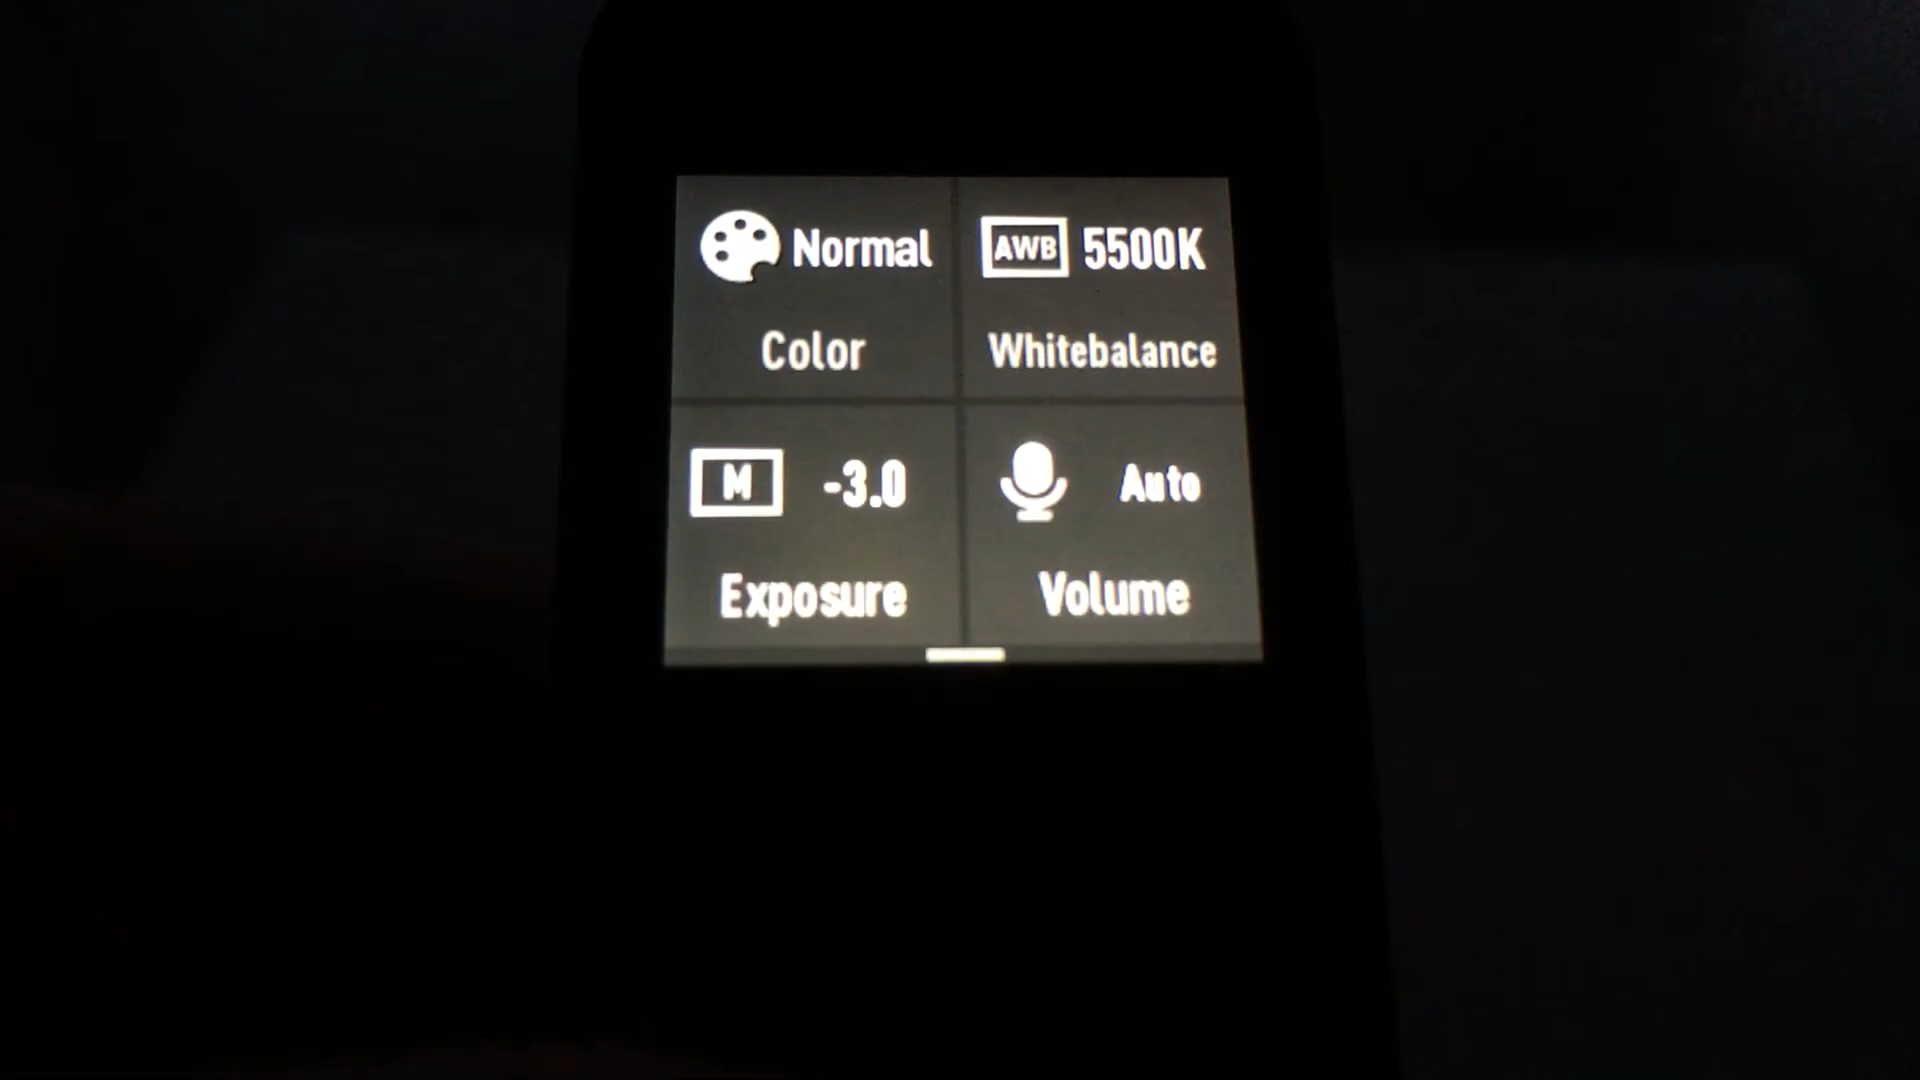 Normal
Color
AWB 5500K
Whitebalance
M -3.0
Exposure
Auto
Volume